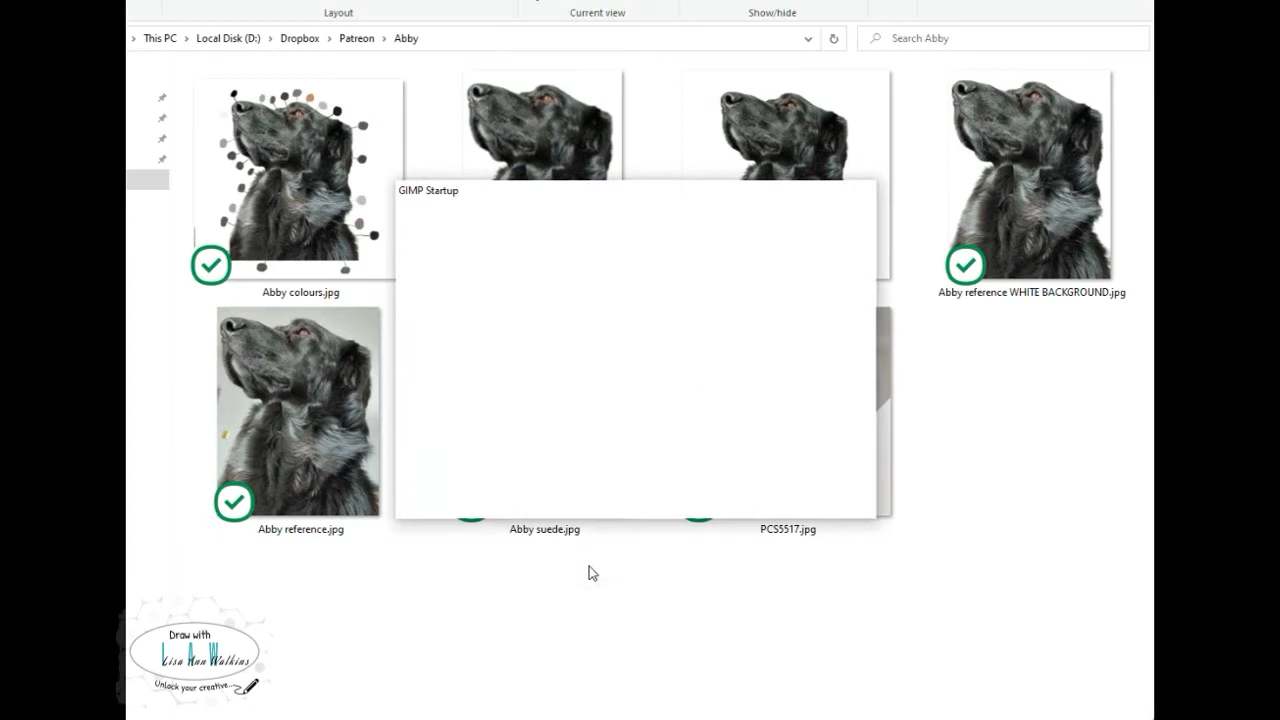 Layout
Current view
Show/hide
This PC > Local Disk (D:) > Dropbox > Patreon > Abby
Search Abby
GIMP Startup
Abby colours.jpg
Abby reference WHITE BACKGROUND.jpg
Abby reference.jpg
Abby suede.jpg
PCS5517.jpg
Draw with
Lisa Ann Watkins
Unlock your creative...